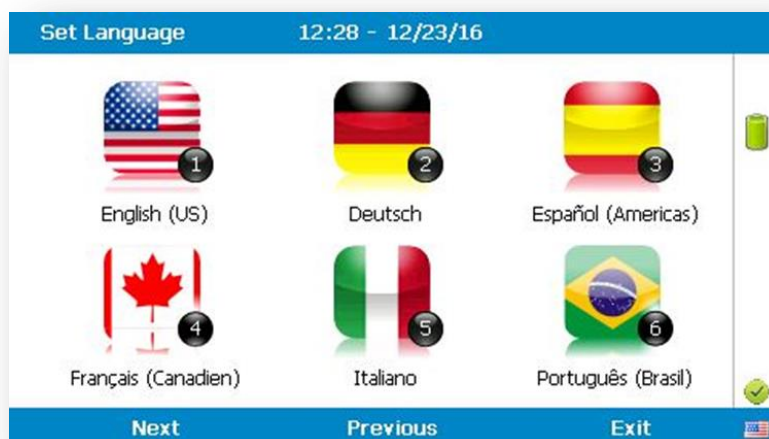 Set Language 12:28 - 12/23/16
1 2 3
English (US) Deutsch Español (Americas)
4 5 6
Français (Canadien) Italiano Português (Brasil)
Next Previous Exit